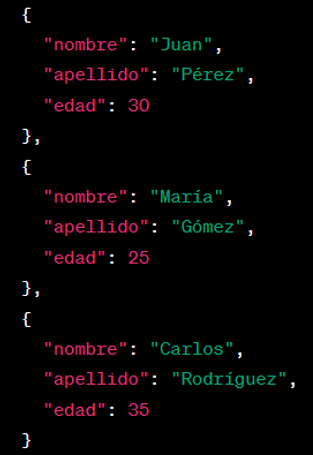 {
"nombre": "Juan",
"apellido": "Pérez",
"edad": 30
},
{
"nombre": "María",
"apellido": "Gómez",
"edad": 25
},
{
"nombre": "Carlos",
"apellido": "Rodríguez",
"edad": 35
}